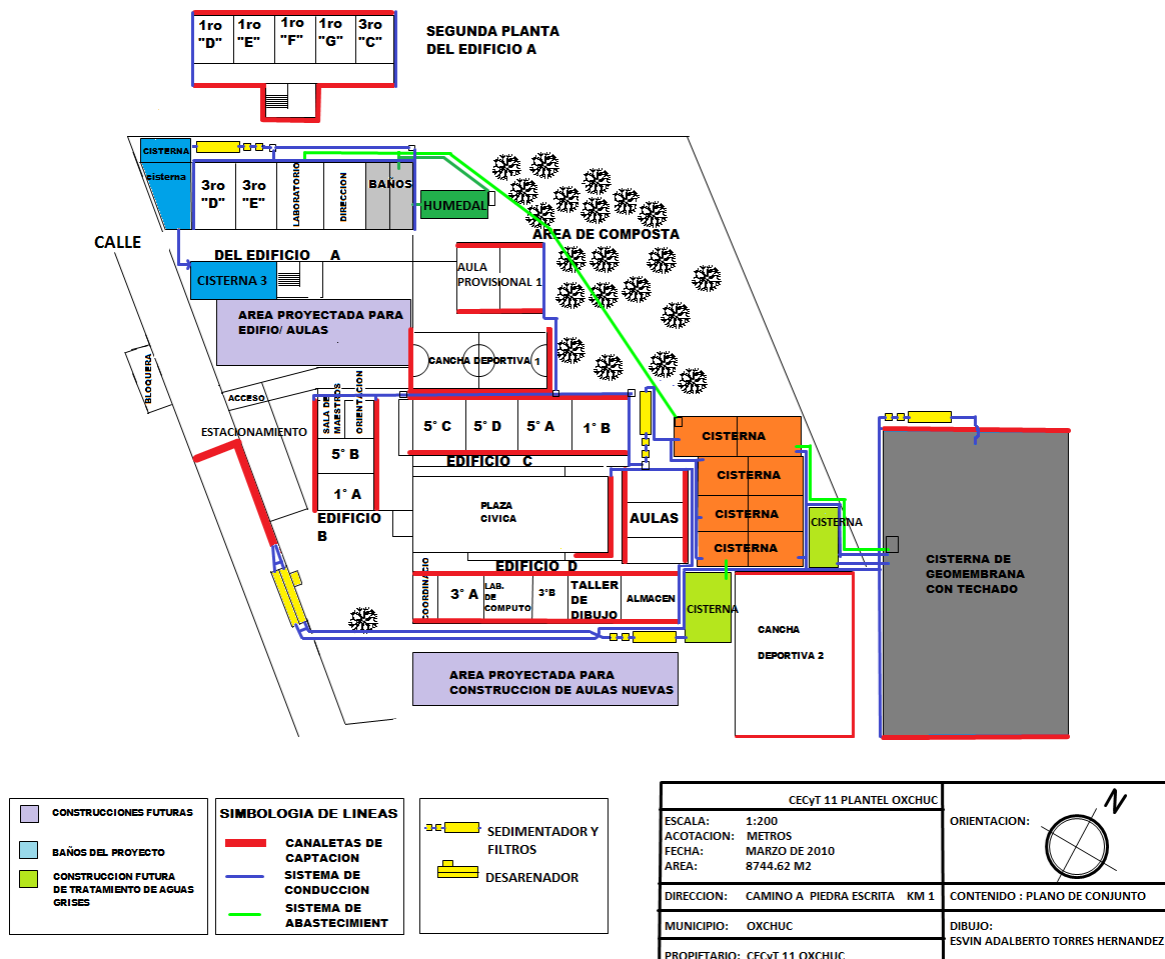 1ro "D"
1ro "E"
1ro "F"
1ro "G"
3ro "C"
SEGUNDA PLANTA
DEL EDIFICIO A
CISTERNA
cisterna
3ro "D"
3ro "E"
LABORATORIO
DIRECCION
BAÑOS
HUMEDAL
AREA DE COMPOSTA
CALLE
DEL EDIFICIO A
CISTERNA 3
AULA
PROVISIONAL 1
AREA PROYECTADA PARA
EDIFIO/ AULAS
CANCHA DEPORTIVA 1
BLOQUERA
ACCESO
SALA DE
MAESTROS
ORIENTACION
ESTACIONAMIENTO
5° C
5° D
5° A
1° B
CISTERNA
5° B
EDIFICIO C
CISTERNA
1° A
PLAZA
CIVICA
AULAS
CISTERNA
CISTERNA
EDIFICIO
B
CISTERNA
CISTERNA DE
GEOMEMBRANA
CON TECHADO
EDIFICIO D
COORDINACIO
3° A
LAB.
DE
COMPUTO
3°B
TALLER
DE
DIBUJO
ALMACEN
CISTERNA
CANCHA
DEPORTIVA 2
AREA PROYECTADA PARA
CONSTRUCCION DE AULAS NUEVAS
CONSTRUCCIONES FUTURAS
BAÑOS DEL PROYECTO
CONSTRUCCION FUTURA
DE TRATAMIENTO DE AGUAS
GRISES
SIMBOLOGIA DE LINEAS
CANALETAS DE
CAPTACION
SISTEMA DE
CONDUCCION
SISTEMA DE
ABASTECIMIENT
SEDIMENTADOR Y
FILTROS
DESARENADOR
CECyT 11 PLANTEL OXCHUC
ESCALA: 1:200
ACOTACION: METROS
FECHA: MARZO DE 2010
AREA: 8744.62 M2
ORIENTACION:
N
DIRECCION: CAMINO A PIEDRA ESCRITA KM 1
CONTENIDO : PLANO DE CONJUNTO
MUNICIPIO: OXCHUC
DIBUJO:
ESVIN ADALBERTO TORRES HERNANDEZ
PROPIETARIO: CECyT 11 OXCHUC